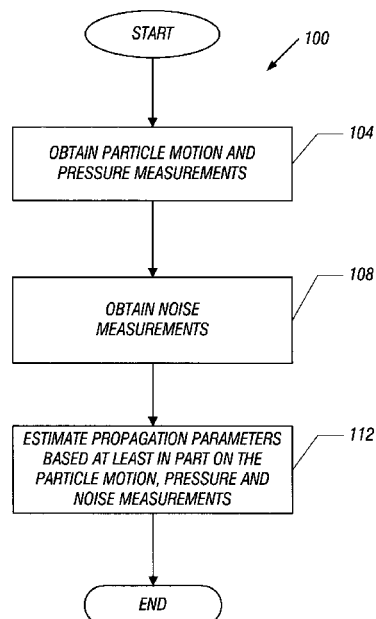 START
100
OBTAIN PARTICLE MOTION AND
PRESSURE MEASUREMENTS
104
OBTAIN NOISE
MEASUREMENTS
108
ESTIMATE PROPAGATION PARAMETERS
BASED AT LEAST IN PART ON THE
PARTICLE MOTION, PRESSURE AND
NOISE MEASUREMENTS
112
END